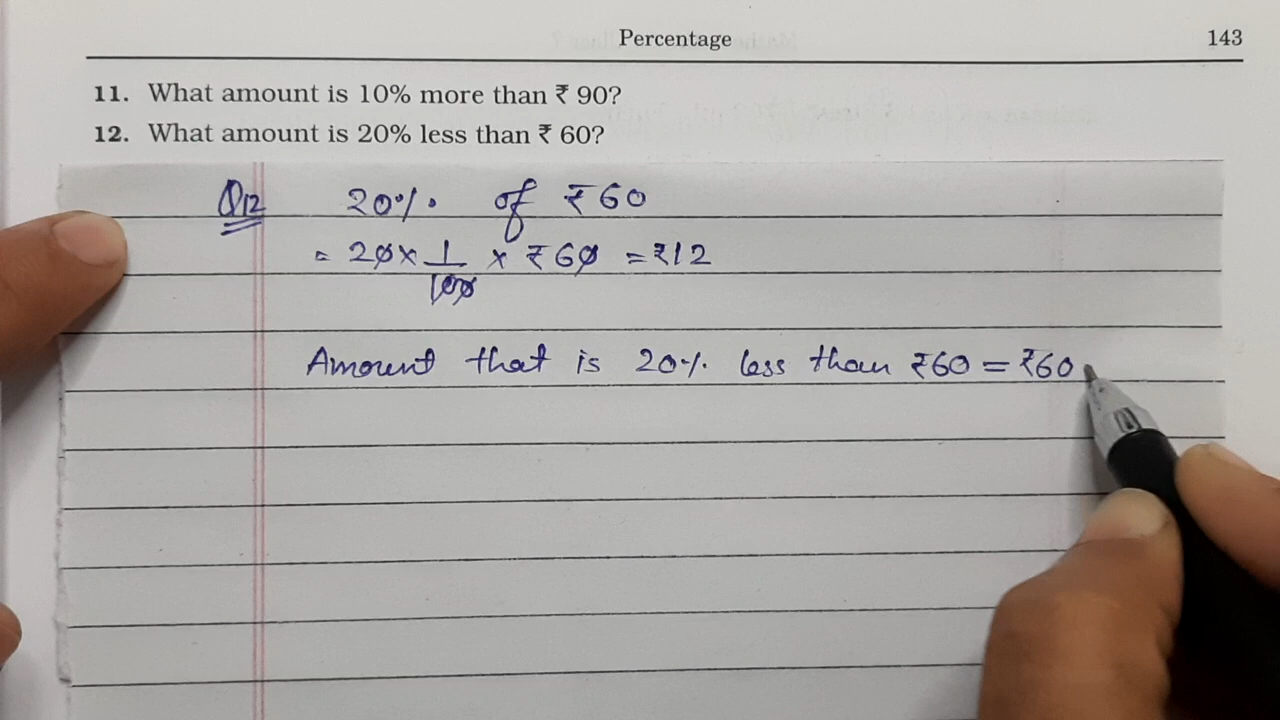 Percentage 143
11. What amount is 10% more than ₹ 90?
12. What amount is 20% less than ₹ 60?
Q12 20% of ₹60
= 20 × 1/100 × ₹60 = ₹12
Amount that is 20% less than ₹60 = ₹60